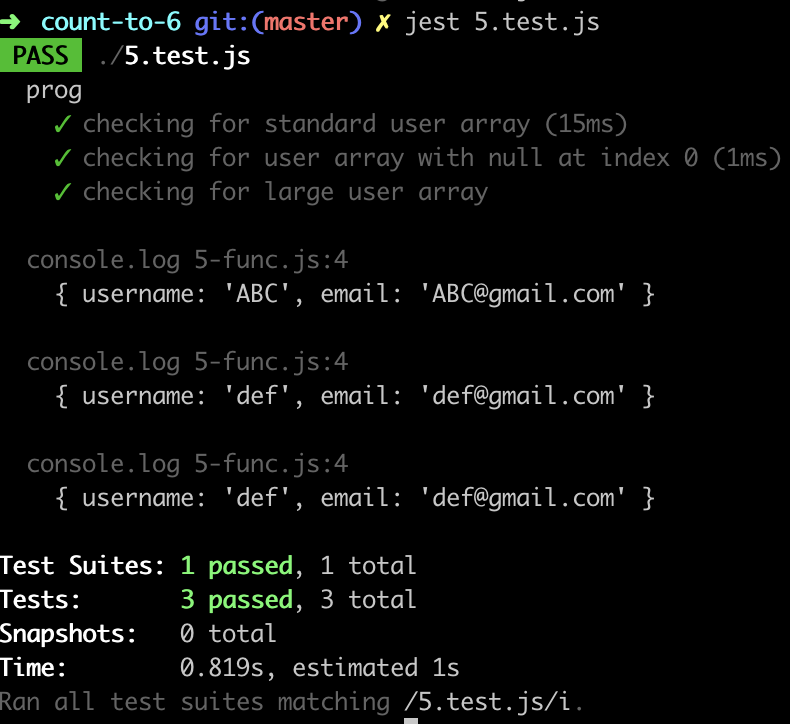 ➜ count-to-6 git:(master) ✗ jest 5.test.js
PASS ./5.test.js
prog
✓ checking for standard user array (15ms)
✓ checking for user array with null at index 0 (1ms)
✓ checking for large user array
console.log 5-func.js:4
{ username: 'ABC', email: 'ABC@gmail.com' }
console.log 5-func.js:4
{ username: 'def', email: 'def@gmail.com' }
console.log 5-func.js:4
{ username: 'def', email: 'def@gmail.com' }
Test Suites: 1 passed, 1 total
Tests: 3 passed, 3 total
Snapshots: 0 total
Time: 0.819s, estimated 1s
Ran all test suites matching /5.test.js/i.